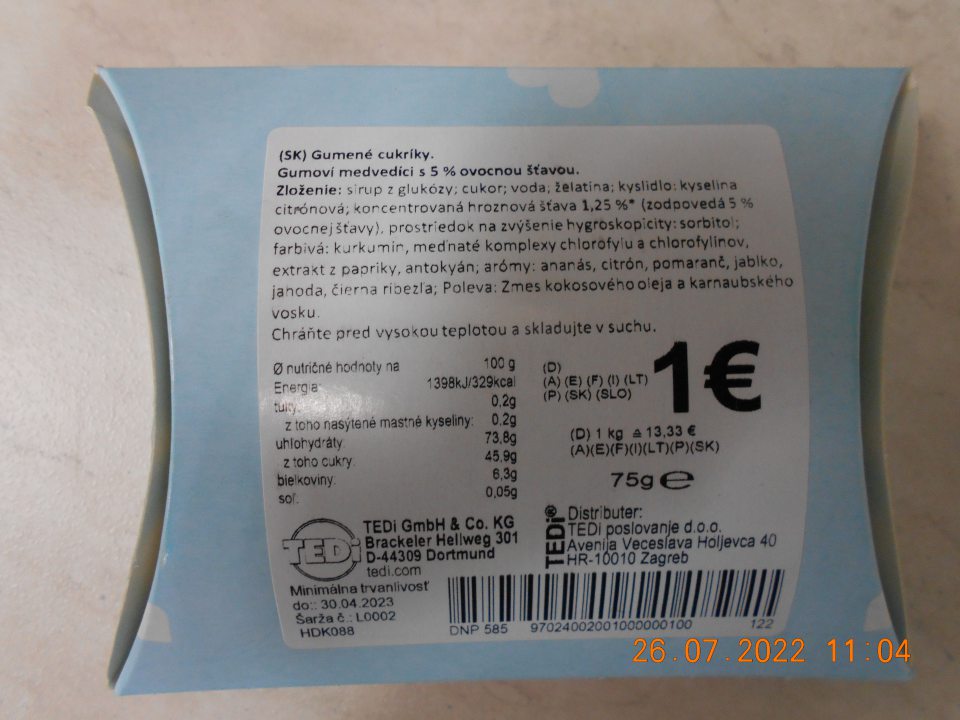 (SK) Gumené cukríky.
Gumoví medvedíci s 5 % ovocnou šťavou.
Zloženie: sirup z glukózy; cukor; voda; želatina; kyslidlo: kyselina
citrónová; koncentrovaná hroznová šťava 1,25 %* (zodpovedá 5 %
ovocnej šťavy), prostriedok na zvýšenie hygroskopicity: sorbitol;
farbivá: kurkumín, meďnaté komplexy chlorofylu a chlorofylínov,
extrakt z papriky, antokyán; arómy: ananás, citrón, pomaranč, jablko,
jahoda, čierna ríbezľa; Poleva: Zmes kokosového oleja a karnaubského
vosku.
Chráňte pred vysokou teplotou a skladujte v suchu.
Ø nutričné hodnoty na 100 g
Energia: 1398kJ/329kcal
tuky: 0,2g
z toho nasýtené mastné kyseliny: 0,2g
uhlohydráty: 73,8g
z toho cukry: 45,9g
bielkoviny: 6,3g
soľ: 0,05g
(D)
(A) (E) (F) (I) (LT)
(P) (SK) (SLO)
1€
(D) 1 kg ≙ 13,33 €
(A)(E)(F)(I)(LT)(P)(SK)
75g ℮
TEDi
TEDi GmbH & Co. KG
Brackeler Hellweg 301
D-44309 Dortmund
tedi.com
TEDi®
Distributer:
TEDi poslovanje d.o.o.
Avenija Veceslava Holjevca 40
HR-10010 Zagreb
Minimálna trvanlivosť
do:: 30.04.2023
Šarža č.: L0002
HDK088
DNP 585 97024002001000000100 122
26.07.2022 11:04